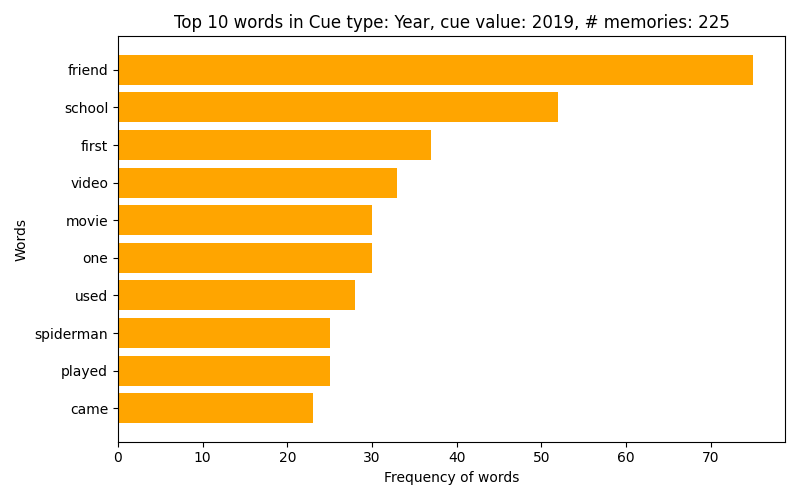 Top 10 words in Cue type: Year, cue value: 2019, # memories: 225
friend
school
first
video
movie
one
used
spiderman
played
came
Words
0 10 20 30 40 50 60 70
Frequency of words